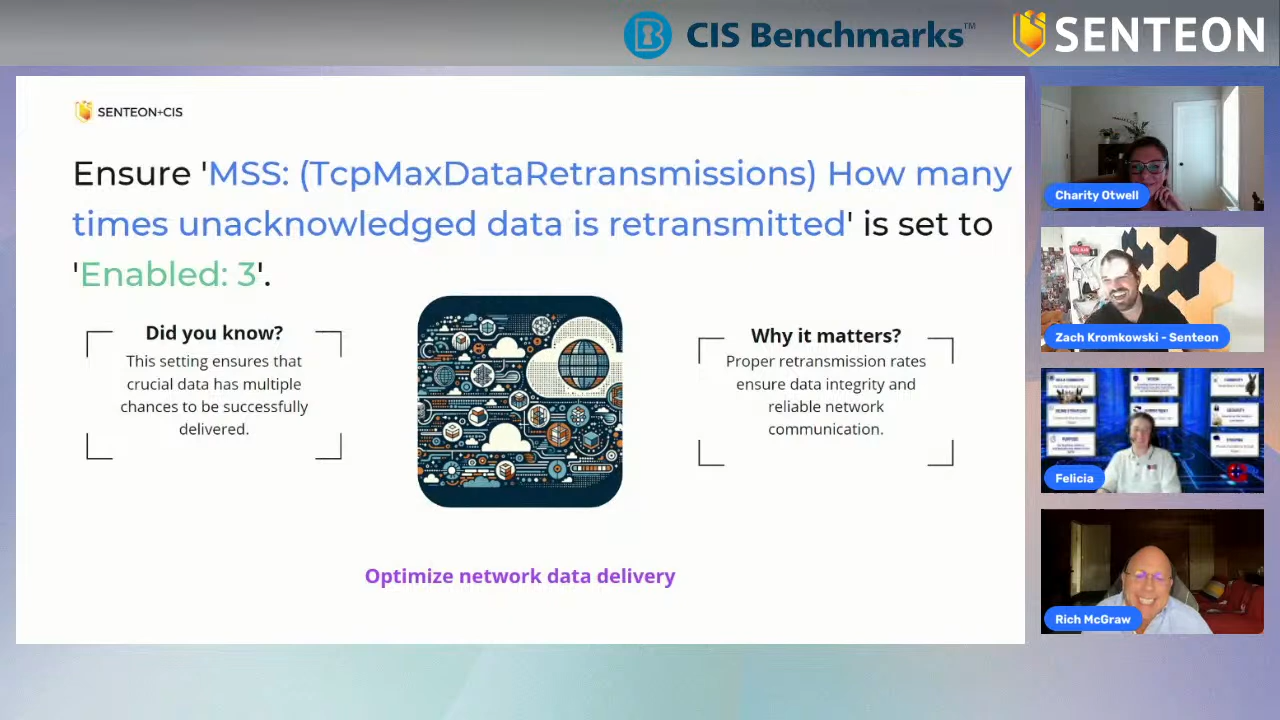 CIS Benchmarks™
SENTEON
SENTEON+CIS
Ensure 'MSS: (TcpMaxDataRetransmissions) How many
times unacknowledged data is retransmitted' is set to
'Enabled: 3'.
Did you know?
This setting ensures that
crucial data has multiple
chances to be successfully
delivered.
Why it matters?
Proper retransmission rates
ensure data integrity and
reliable network
communication.
Optimize network data delivery
Charity Otwell
Zach Kromkowski - Senteon
Felicia
Rich McGraw